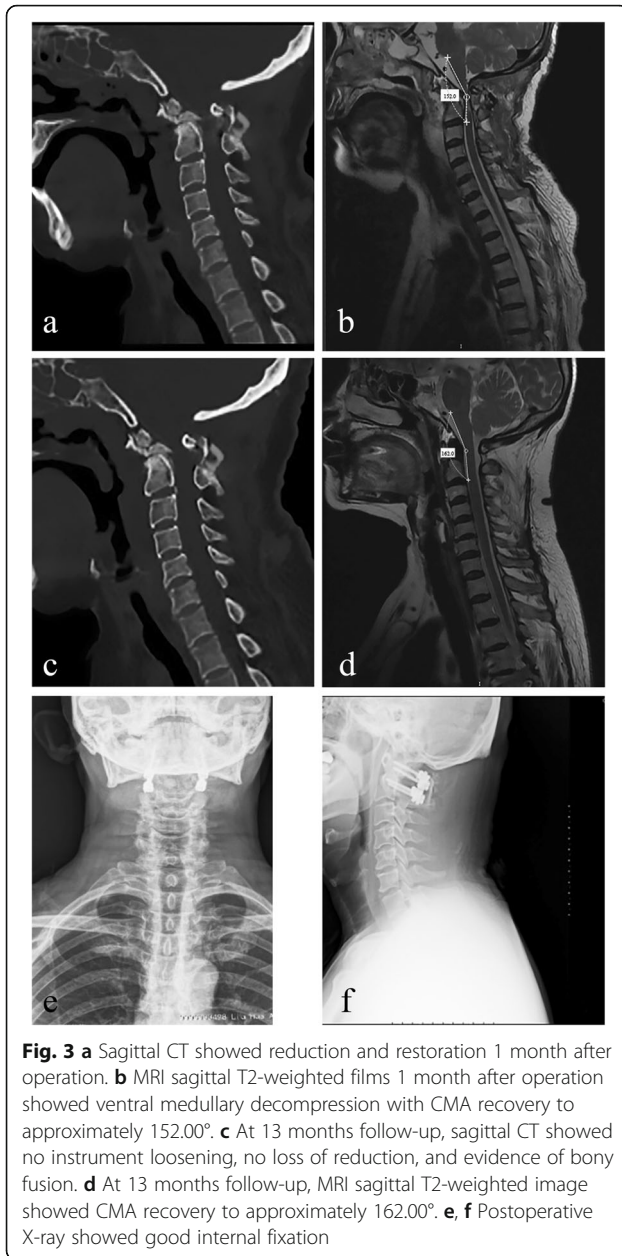 a
b
152.0
c
d
162.0
e
f
Fig. 3 a Sagittal CT showed reduction and restoration 1 month after
operation. b MRI sagittal T2-weighted films 1 month after operation
showed ventral medullary decompression with CMA recovery to
approximately 152.00°. c At 13 months follow-up, sagittal CT showed
no instrument loosening, no loss of reduction, and evidence of bony
fusion. d At 13 months follow-up, MRI sagittal T2-weighted image
showed CMA recovery to approximately 162.00°. e, f Postoperative
X-ray showed good internal fixation